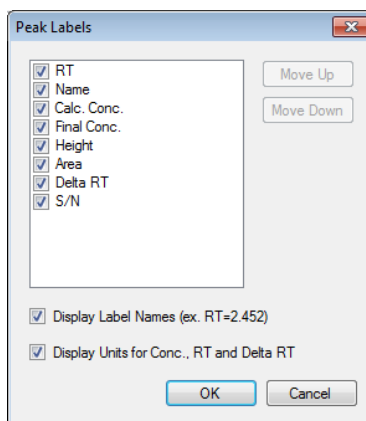 Peak Labels
RT
Name
Calc. Conc.
Final Conc.
Height
Area
Delta RT
S/N
Move Up
Move Down
Display Label Names (ex. RT=2.452)
Display Units for Conc., RT and Delta RT
OK
Cancel